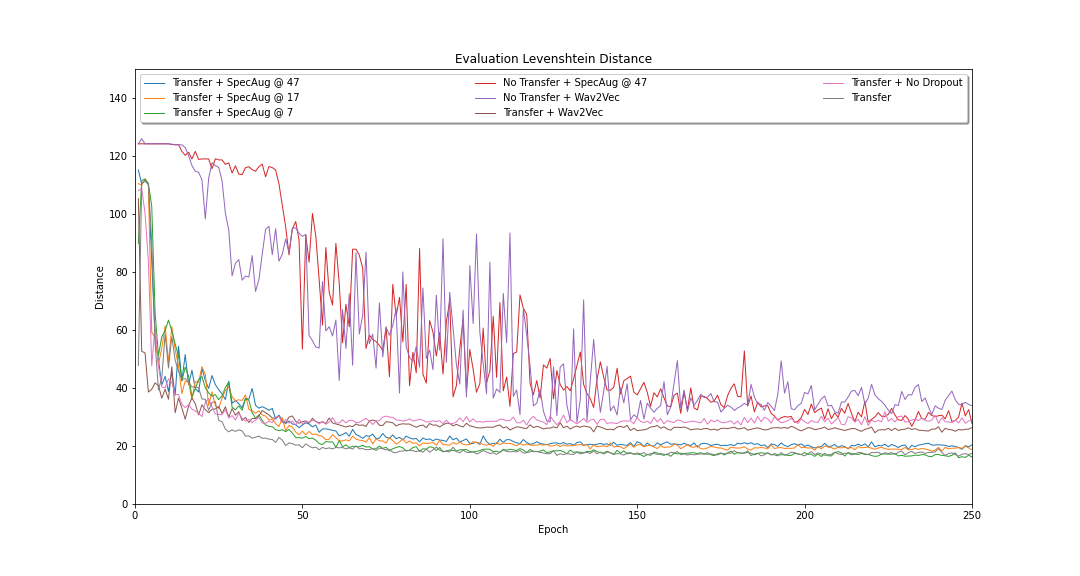 Evaluation Levenshtein Distance
Transfer + SpecAug @ 47
Transfer + SpecAug @ 17
Transfer + SpecAug @ 7
No Transfer + SpecAug @ 47
No Transfer + Wav2Vec
Transfer + Wav2Vec
Transfer + No Dropout
Transfer
140
120
100
80
60
40
20
0
Distance
0 50 100 150 200 250
Epoch